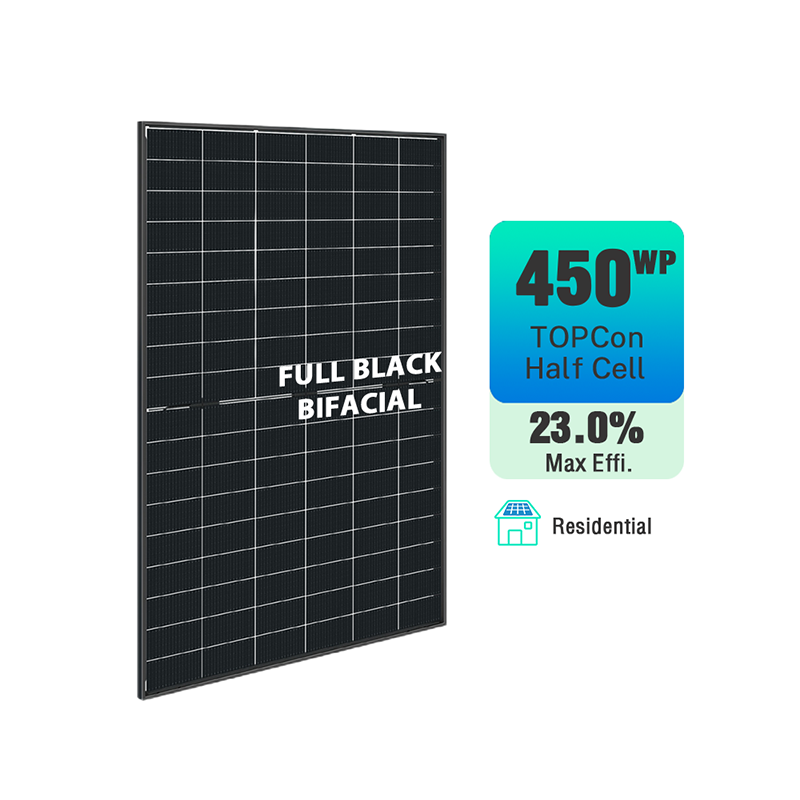 FULL BLACK
BIFACIAL
450WP
TOPCon
Half Cell
23.0%
Max Effi.
Residential